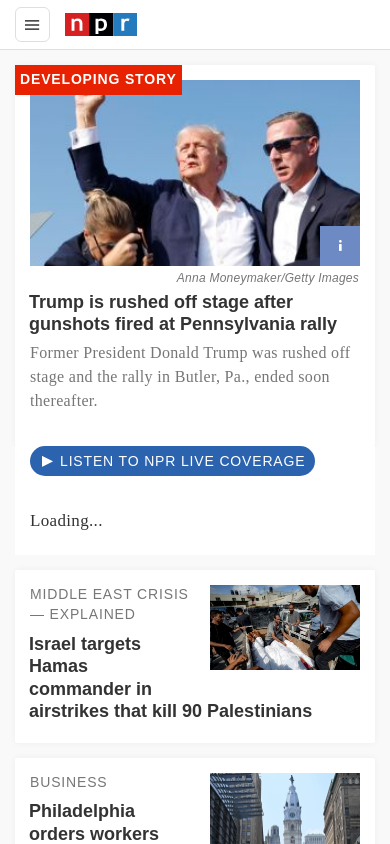 npr
DEVELOPING STORY
i
Anna Moneymaker/Getty Images
Trump is rushed off stage after
gunshots fired at Pennsylvania rally
Former President Donald Trump was rushed off
stage and the rally in Butler, Pa., ended soon
thereafter.
LISTEN TO NPR LIVE COVERAGE
Loading...
MIDDLE EAST CRISIS
— EXPLAINED
Israel targets
Hamas
commander in
airstrikes that kill 90 Palestinians
BUSINESS
Philadelphia
orders workers